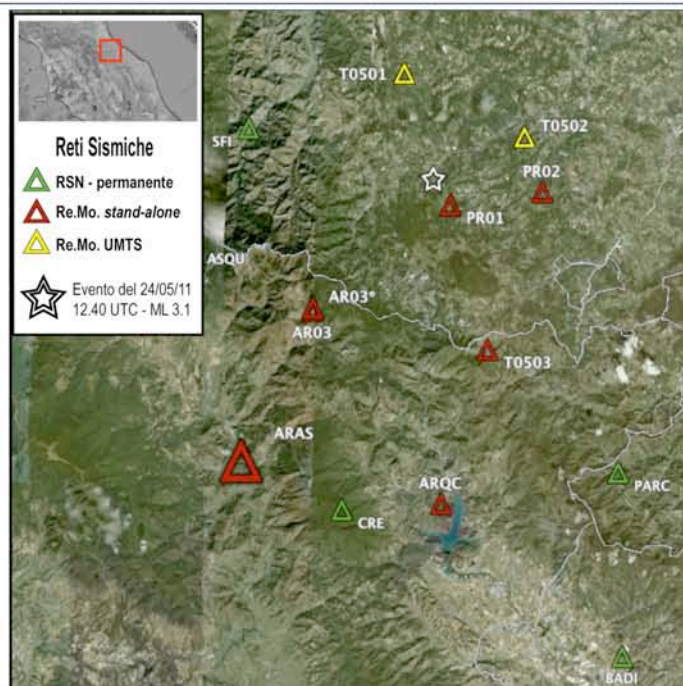 Reti Sismiche
RSN - permanente
Re.Mo. stand-alone
Re.Mo. UMTS
Evento del 24/05/11
12.40 UTC - ML 3.1
T0501
SFI
T0502
PR02
PR01
ASQU
AR03*
AR03
T0503
ARAS
ARQC
PARC
CRE
BADI